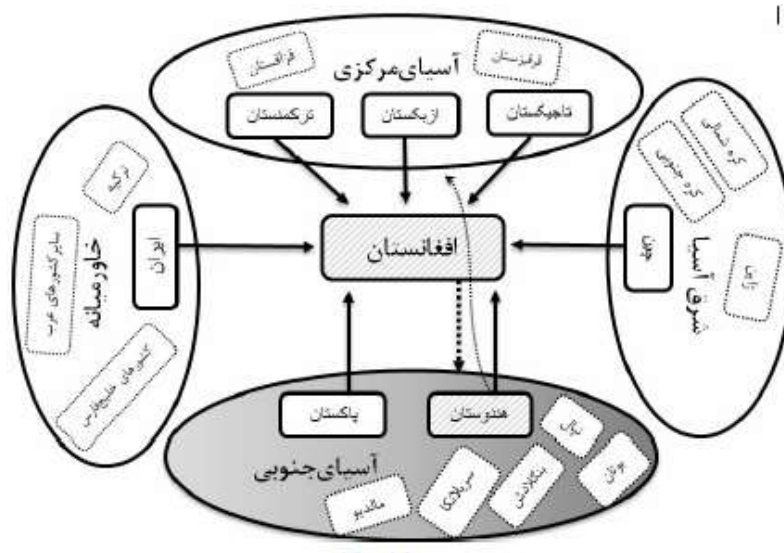 آسیای‌مرکزی
قزاقستان
قرقیزستان
ترکمنستان
ازبکستان
تاجیکستان
خاورمیانه
ترکیه
ایران
سایر کشورهای عرب
کشورهای خلیج‌فارس
افغانستان
شرق آسیا
کره شمالی
کره جنوبی
چین
ژاپن
آسیای‌جنوبی
پاکستان
هندوستان
نپال
بوتان
بنگلادش
سریلانکا
مالدیو